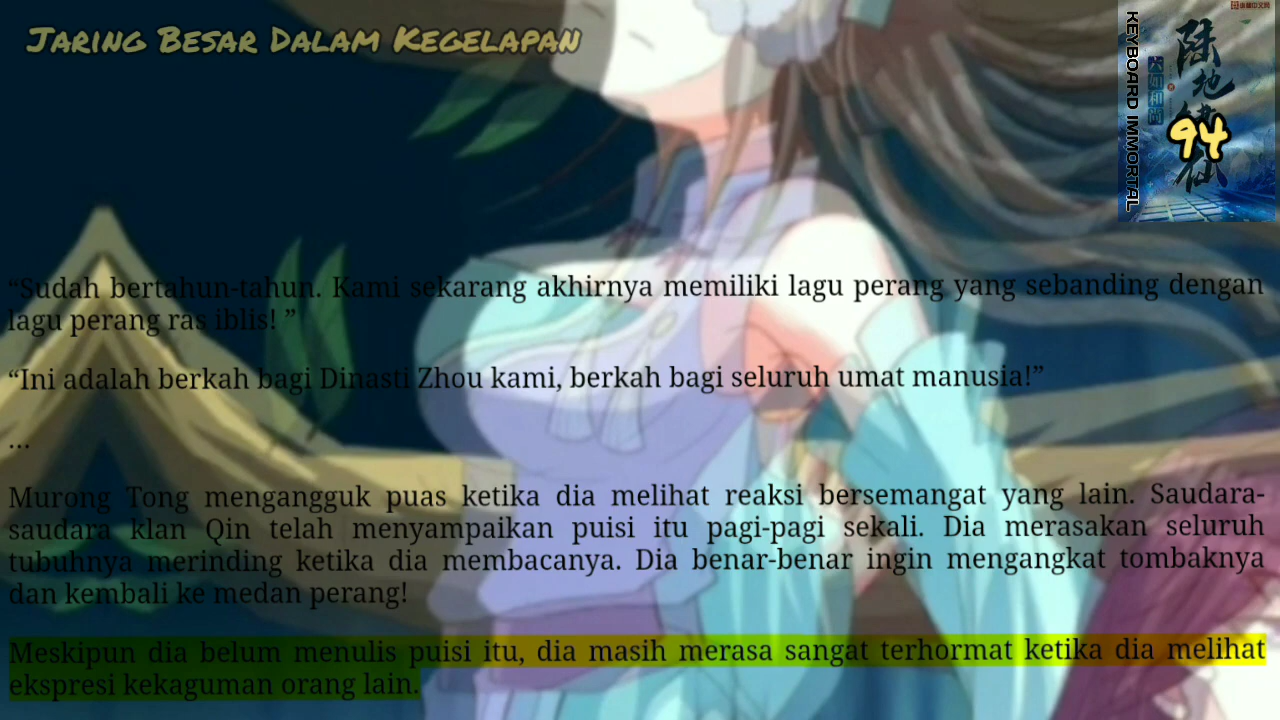 Jaring Besar Dalam Kegelapan
KEYBOARD IMMORTAL
陆地键仙
94
“Sudah bertahun-tahun. Kami sekarang akhirnya memiliki lagu perang yang sebanding dengan
lagu perang ras iblis! ”
“Ini adalah berkah bagi Dinasti Zhou kami, berkah bagi seluruh umat manusia!”
...
Murong Tong mengangguk puas ketika dia melihat reaksi bersemangat yang lain. Saudara-
saudara klan Qin telah menyampaikan puisi itu pagi-pagi sekali. Dia merasakan seluruh
tubuhnya merinding ketika dia membacanya. Dia benar-benar ingin mengangkat tombaknya
dan kembali ke medan perang!
Meskipun dia belum menulis puisi itu, dia masih merasa sangat terhormat ketika dia melihat
ekspresi kekaguman orang lain.